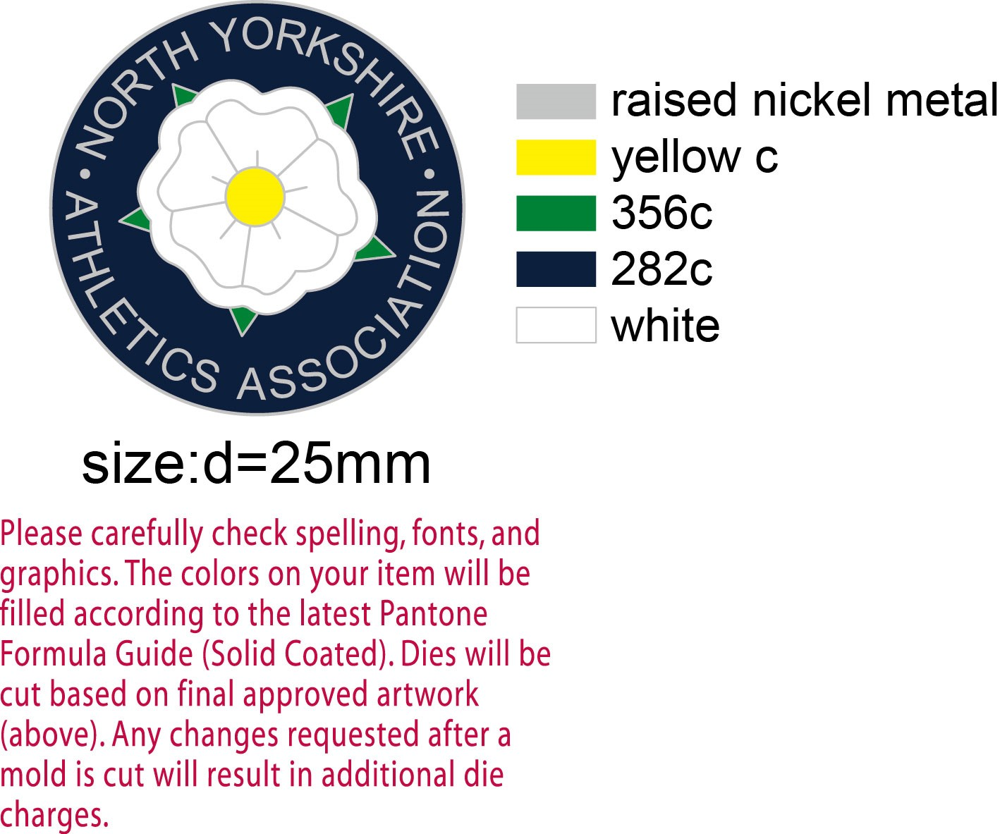 NORTH YORKSHIRE
• ATHLETICS ASSOCIATION •
raised nickel metal
yellow c
356c
282c
white
size:d=25mm
Please carefully check spelling, fonts, and
graphics. The colors on your item will be
filled according to the latest Pantone
Formula Guide (Solid Coated). Dies will be
cut based on final approved artwork
(above). Any changes requested after a
mold is cut will result in additional die
charges.